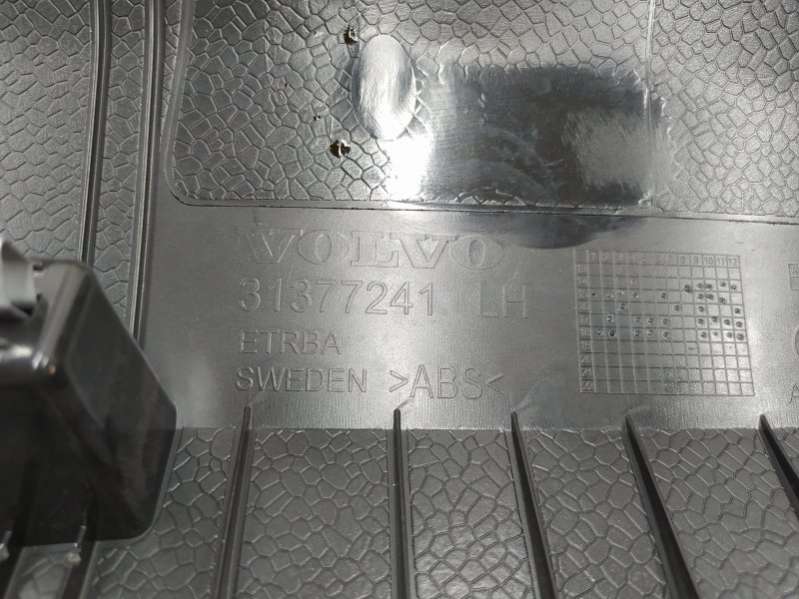 VOLVO
31377241 LH
ETRBA
SWEDEN >ABS<